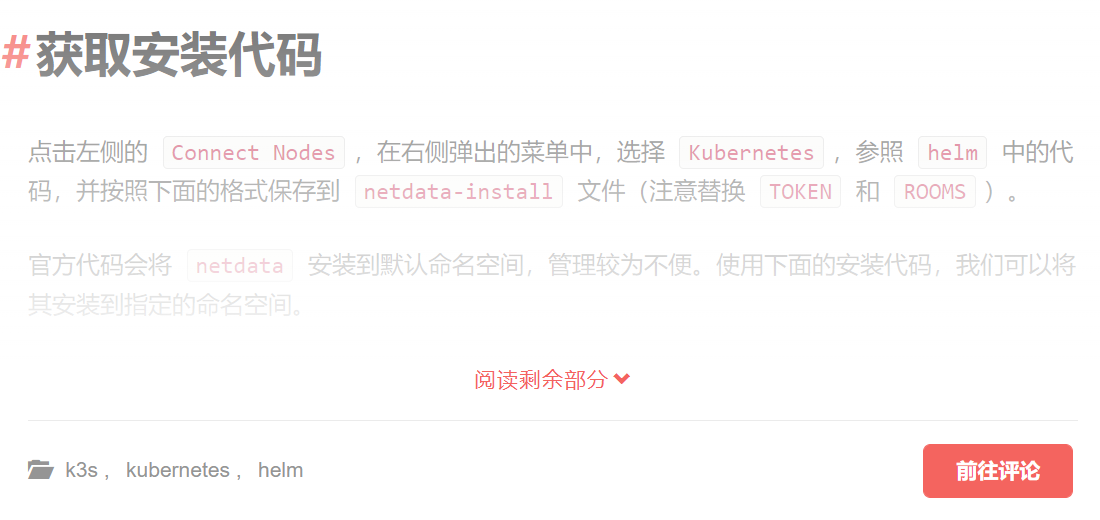 #获取安装代码
点击左侧的 Connect Nodes ，在右侧弹出的菜单中，选择 Kubernetes ，参照 helm 中的代
码，并按照下面的格式保存到 netdata-install 文件（注意替换 TOKEN 和 ROOMS ）。
官方代码会将 netdata 安装到默认命名空间，管理较为不便。使用下面的安装代码，我们可以将
其安装到指定的命名空间。
阅读剩余部分
k3s , kubernetes , helm
前往评论